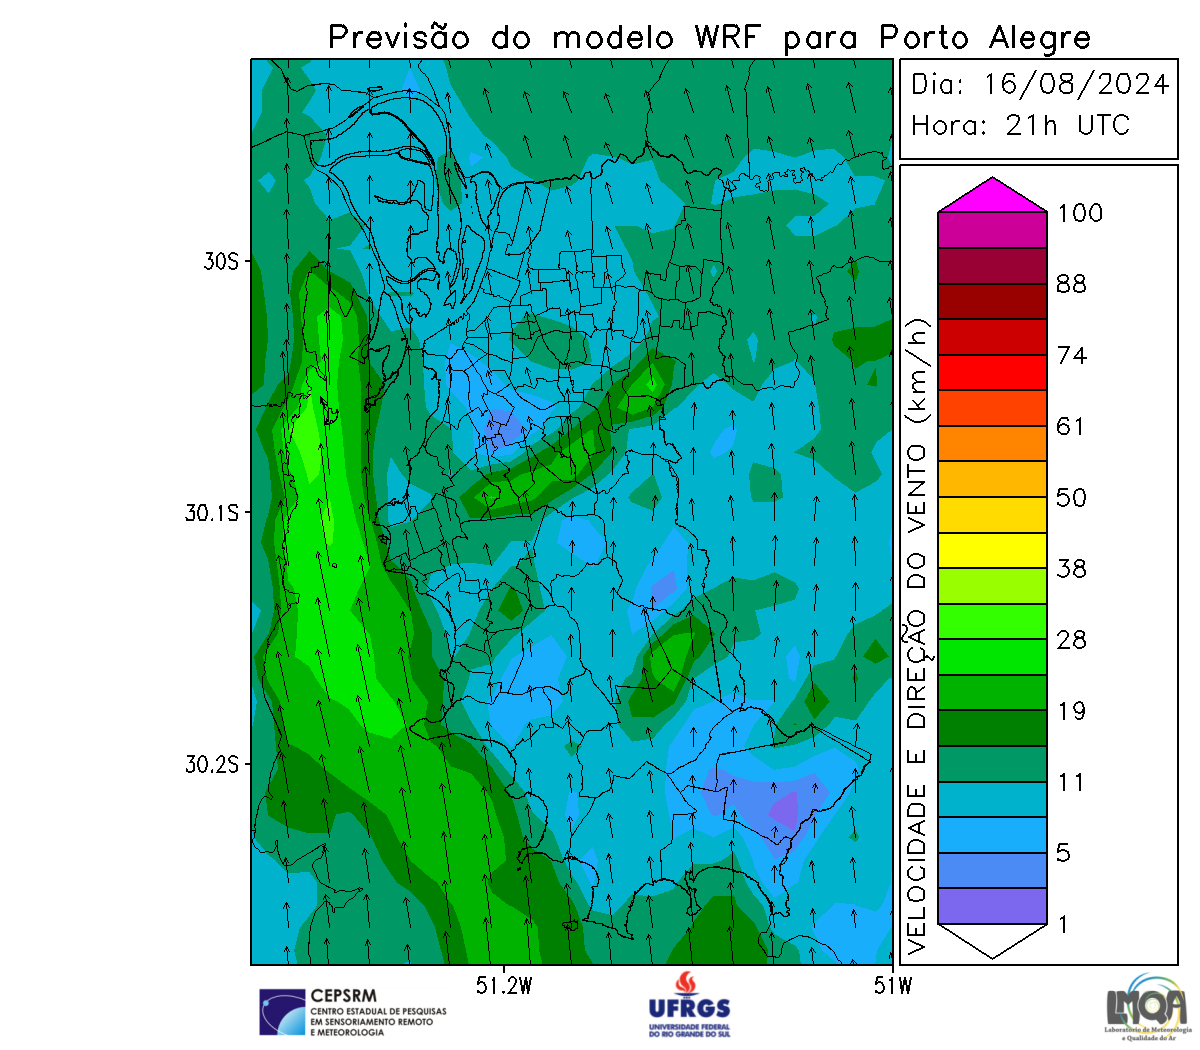 Previsão do modelo WRF para Porto Alegre
Dia: 16/08/2024
Hora: 21h UTC
30S
30.1S
30.2S
51.2W
51W
VELOCIDADE E DIREÇÃO DO VENTO (km/h)
100
88
74
61
50
38
28
19
11
5
1
CEPSRM
CENTRO ESTADUAL DE PESQUISAS
EM SENSORIAMENTO REMOTO
E METEOROLOGIA
UFRGS
UNIVERSIDADE FEDERAL
DO RIO GRANDE DO SUL
LMQA
Laboratório de Meteorologia
e Qualidade do Ar